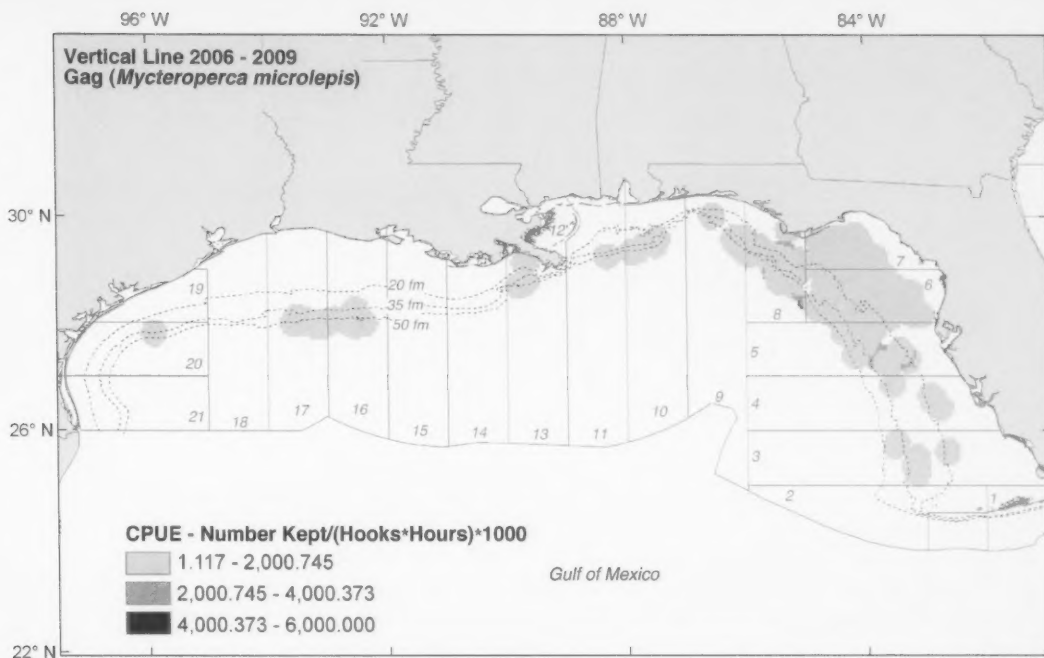 96° W 92° W 88° W 84° W
Vertical Line 2006 - 2009
Gag (Mycteroperca microlepis)
30° N
12
7
19
20 fm
6
35 fm
8
50 fm
5
20
4
21
18
17
16
15
14
13
11
10
9
26° N
3
2
1
CPUE - Number Kept/(Hooks*Hours)*1000
1.117 - 2,000.745
Gulf of Mexico
2,000.745 - 4,000.373
4,000.373 - 6,000.000
22° N